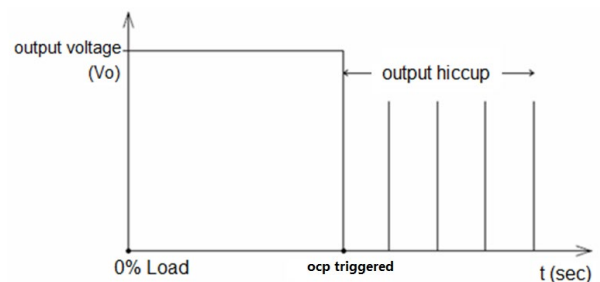 output voltage
(Vo)
output hiccup
0% Load
ocp triggered
t (sec)